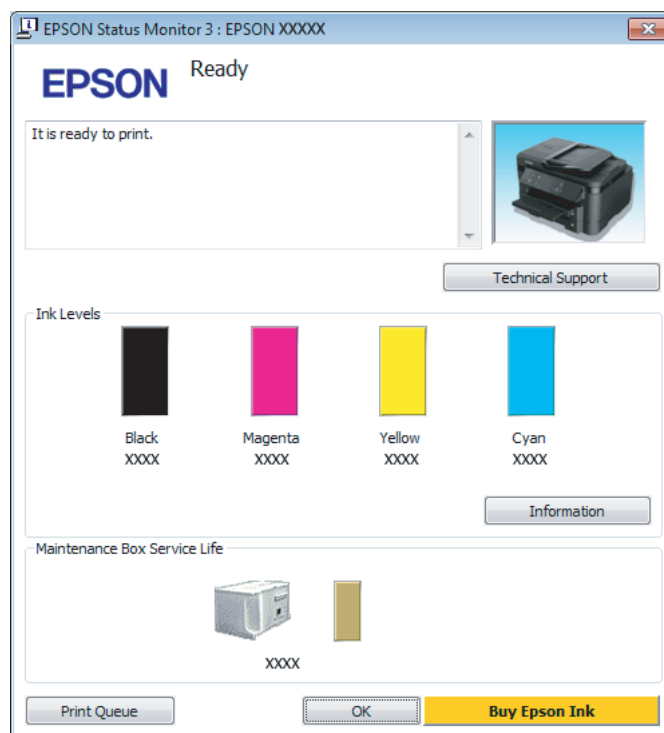 EPSON Status Monitor 3 : EPSON XXXXX
EPSON
Ready
It is ready to print.
Technical Support
Ink Levels
Black
Magenta
Yellow
Cyan
XXXX
XXXX
XXXX
XXXX
Information
Maintenance Box Service Life
XXXX
Print Queue
OK
Buy Epson Ink